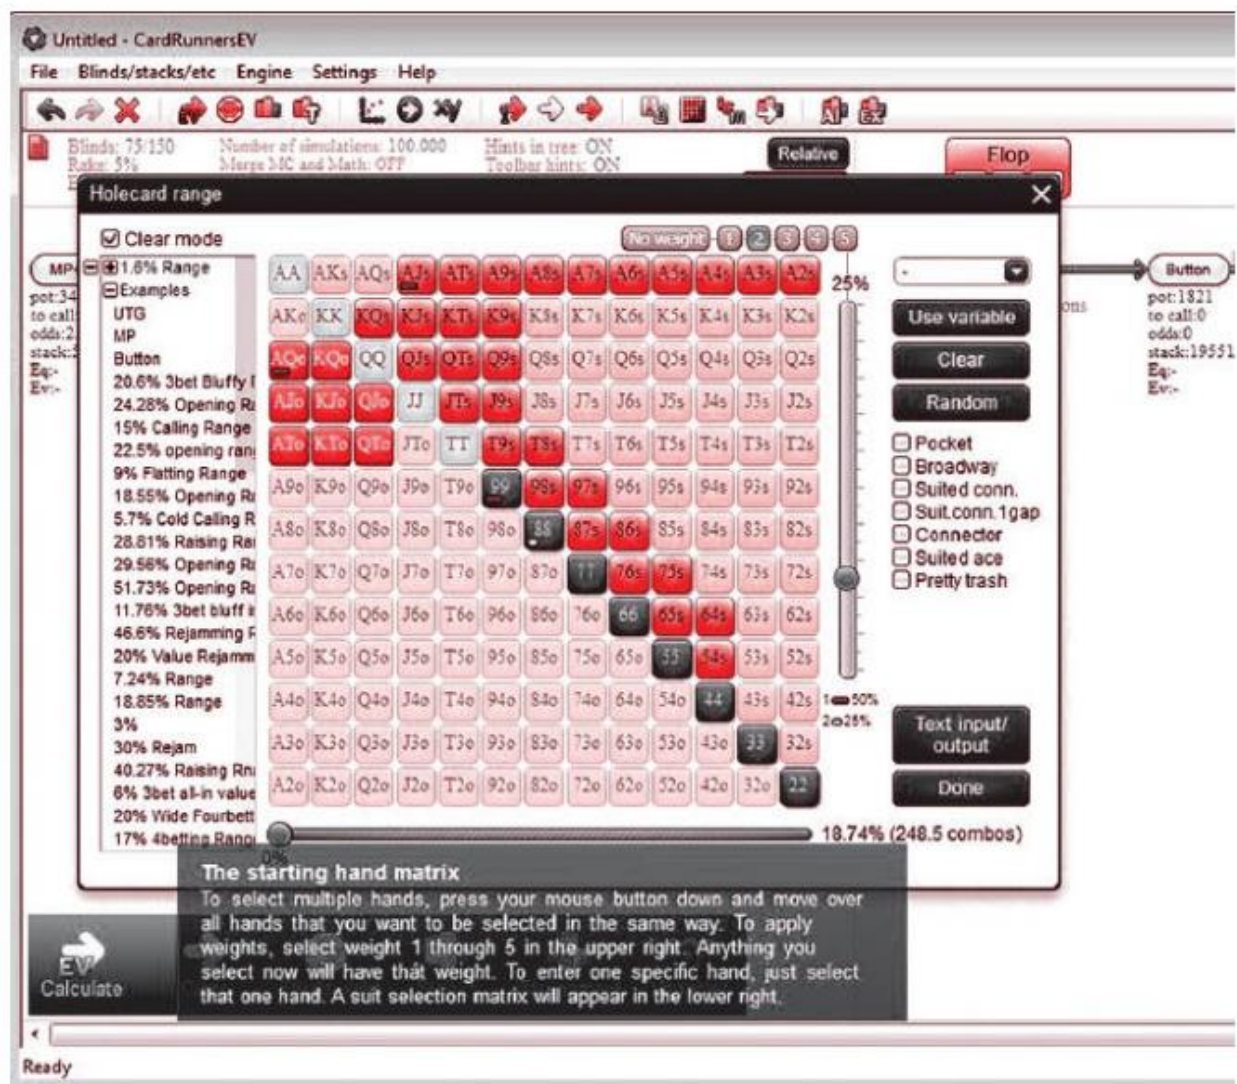 Untitled - CardRunnersEV
File Blinds/stacks/etc Engine Settings Help
Blinds: 75/150 Number of simulations: 100.000 Hints in tree: ON Relative Flop
Rake: 5% Merge MC and Math: OFF Toolbar hints: ON
Holecard range
Clear mode No weight 1 2 3 4 5
1.6% Range
Examples
UTG
MP
Button
20.6% 3bet Bluffy
24.28% Opening Ra
15% Calling Range
22.5% opening rang
9% Flatting Range
18.55% Opening Ra
5.7% Cold Calling R
28.81% Raising Ran
29.56% Opening Ra
51.73% Opening Ra
11.76% 3bet bluff i
46.6% Rejamming R
20% Value Rejamm
7.24% Range
18.85% Range
3%
30% Rejam
40.27% Raising Rna
6% 3bet all-in value
20% Wide Fourbett
17% 4betting Range
AA AKs AQs AJs ATs A9s A8s A7s A6s A5s A4s A3s A2s
AKo KK KQs KJs KTs K9s K8s K7s K6s K5s K4s K3s K2s
AQo KQo QQ QJs QTs Q9s Q8s Q7s Q6s Q5s Q4s Q3s Q2s
AJo KJo QJo JJ JTs J9s J8s J7s J6s J5s J4s J3s J2s
ATo KTo QTo JTo TT T9s T8s T7s T6s T5s T4s T3s T2s
A9o K9o Q9o J9o T9o 99 98s 97s 96s 95s 94s 93s 92s
A8o K8o Q8o J8o T8o 98o 88 87s 86s 85s 84s 83s 82s
A7o K7o Q7o J7o T7o 97o 87o 77 76s 75s 74s 73s 72s
A6o K6o Q6o J6o T6o 96o 86o 76o 66 65s 64s 63s 62s
A5o K5o Q5o J5o T5o 95o 85o 75o 65o 55 54s 53s 52s
A4o K4o Q4o J4o T4o 94o 84o 74o 64o 54o 44 43s 42s
A3o K3o Q3o J3o T3o 93o 83o 73o 63o 53o 43o 33 32s
A2o K2o Q2o J2o T2o 92o 82o 72o 62o 52o 42o 32o 22
25%
1 50%
2 25%
0%
18.74% (248.5 combos)
-
Use variable
Clear
Random
Pocket
Broadway
Suited conn.
Suit.conn.1gap
Connector
Suited ace
Pretty trash
Text input/
output
Done
MP
pot:34
to call:
odds:2
stack:
Eq:-
Ev:-
ons
Button
pot:1821
to call:0
odds:0
stack:19551
Eq:-
Ev:-
The starting hand matrix
To select multiple hands, press your mouse button down and move over
all hands that you want to be selected in the same way. To apply
weights, select weight 1 through 5 in the upper right. Anything you
select now will have that weight. To enter one specific hand, just select
that one hand. A suit selection matrix will appear in the lower right.
EV
Calculate
Ready